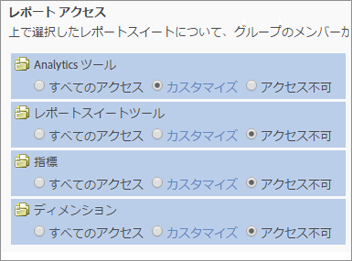 レポート アクセス
上で選択したレポートスイートについて、グループのメンバーが
Analytics ツール
すべてのアクセス カスタマイズ アクセス不可
レポートスイートツール
すべてのアクセス カスタマイズ アクセス不可
指標
すべてのアクセス カスタマイズ アクセス不可
ディメンション
すべてのアクセス カスタマイズ アクセス不可